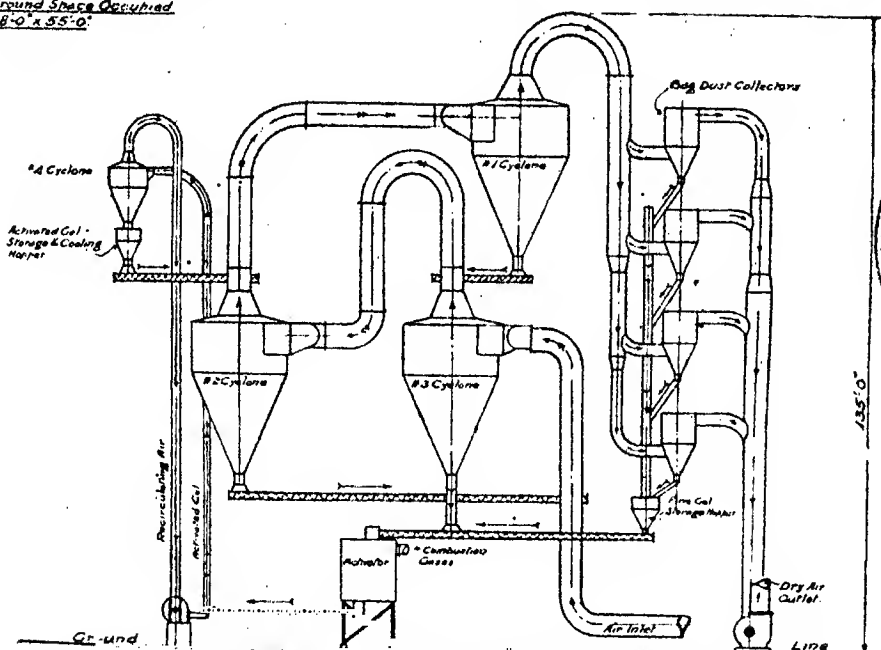 round Space Occupied
8'-0" x 55'-0"
Bag Dust Collectors
#1 Cyclone
#4 Cyclone
Activated Gel -
Storage & Cooling
Hopper
#2 Cyclone
#3 Cyclone
135'-0"
Recirculating Air
Activated Gel
Fine Gel
Storage Hopper
Activator
Combustion
Gases
Dry Air
Outlet.
Air Inlet
Gr-und
Line